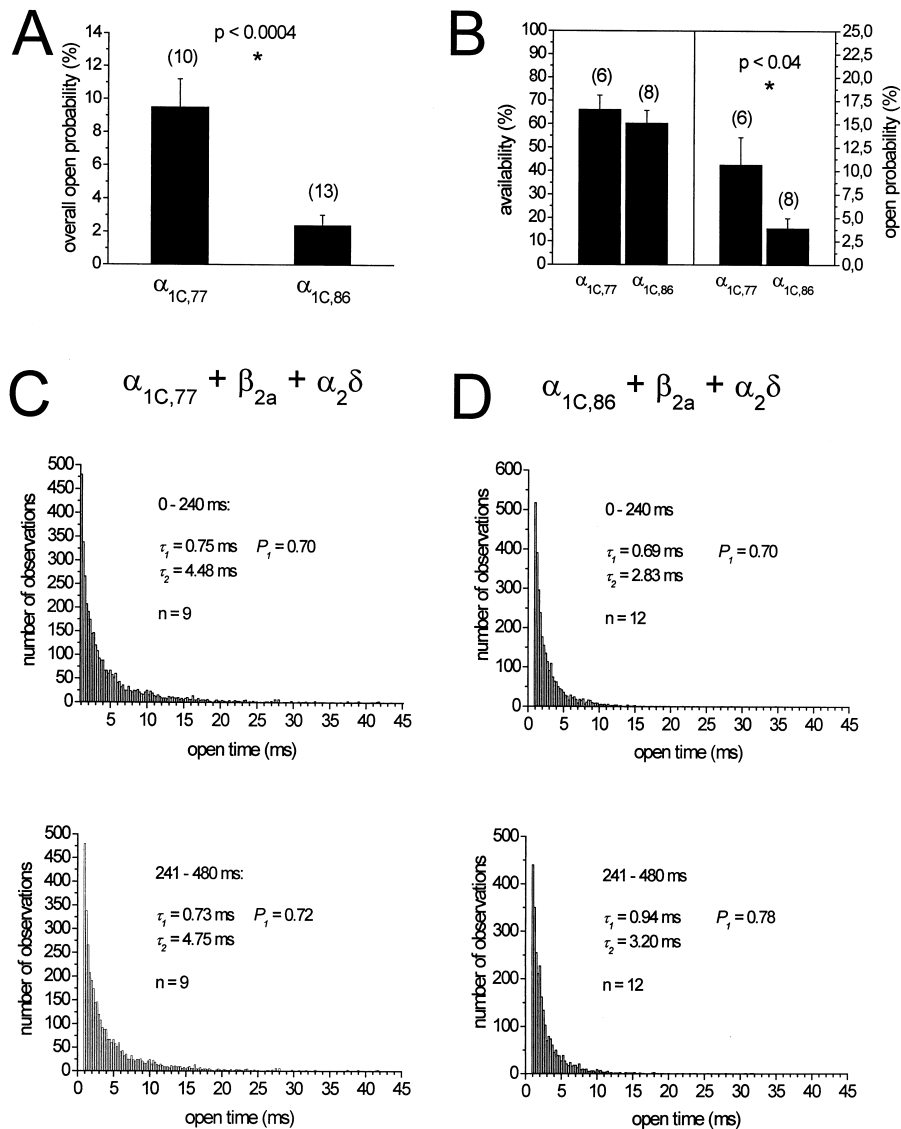 A
overall open probability (%)
14
12
10
8
6
4
2
0
p < 0.0004
*
(10)
(13)
α1C,77
α1C,86
B
availability (%)
100
90
80
70
60
50
40
30
20
10
0
(6)
(8)
p < 0.04
*
(6)
(8)
25,0
22,5
20,0
17,5
15,0
12,5
10,0
7,5
5,0
2,5
0,0
open probability (%)
α1C,77
α1C,86
α1C,77
α1C,86
C
α1C,77 + β2a + α2δ
number of observations
500
450
400
350
300
250
200
150
100
50
0
0 - 240 ms:
τ1 = 0.75 ms P1 = 0.70
τ2 = 4.48 ms
n = 9
5 10 15 20 25 30 35 40 45
open time (ms)
number of observations
500
450
400
350
300
250
200
150
100
50
0
241 - 480 ms:
τ1 = 0.73 ms P1 = 0.72
τ2 = 4.75 ms
n = 9
0 5 10 15 20 25 30 35 40 45
open time (ms)
D
α1C,86 + β2a + α2δ
number of observations
600
500
400
300
200
100
0
0 - 240 ms
τ1 = 0.69 ms P1 = 0.70
τ2 = 2.83 ms
n = 12
0 5 10 15 20 25 30 35 40 45
open time (ms)
number of observations
500
400
300
200
100
0
241 - 480 ms
τ1 = 0.94 ms P1 = 0.78
τ2 = 3.20 ms
n = 12
0 5 10 15 20 25 30 35 40 45
open time (ms)